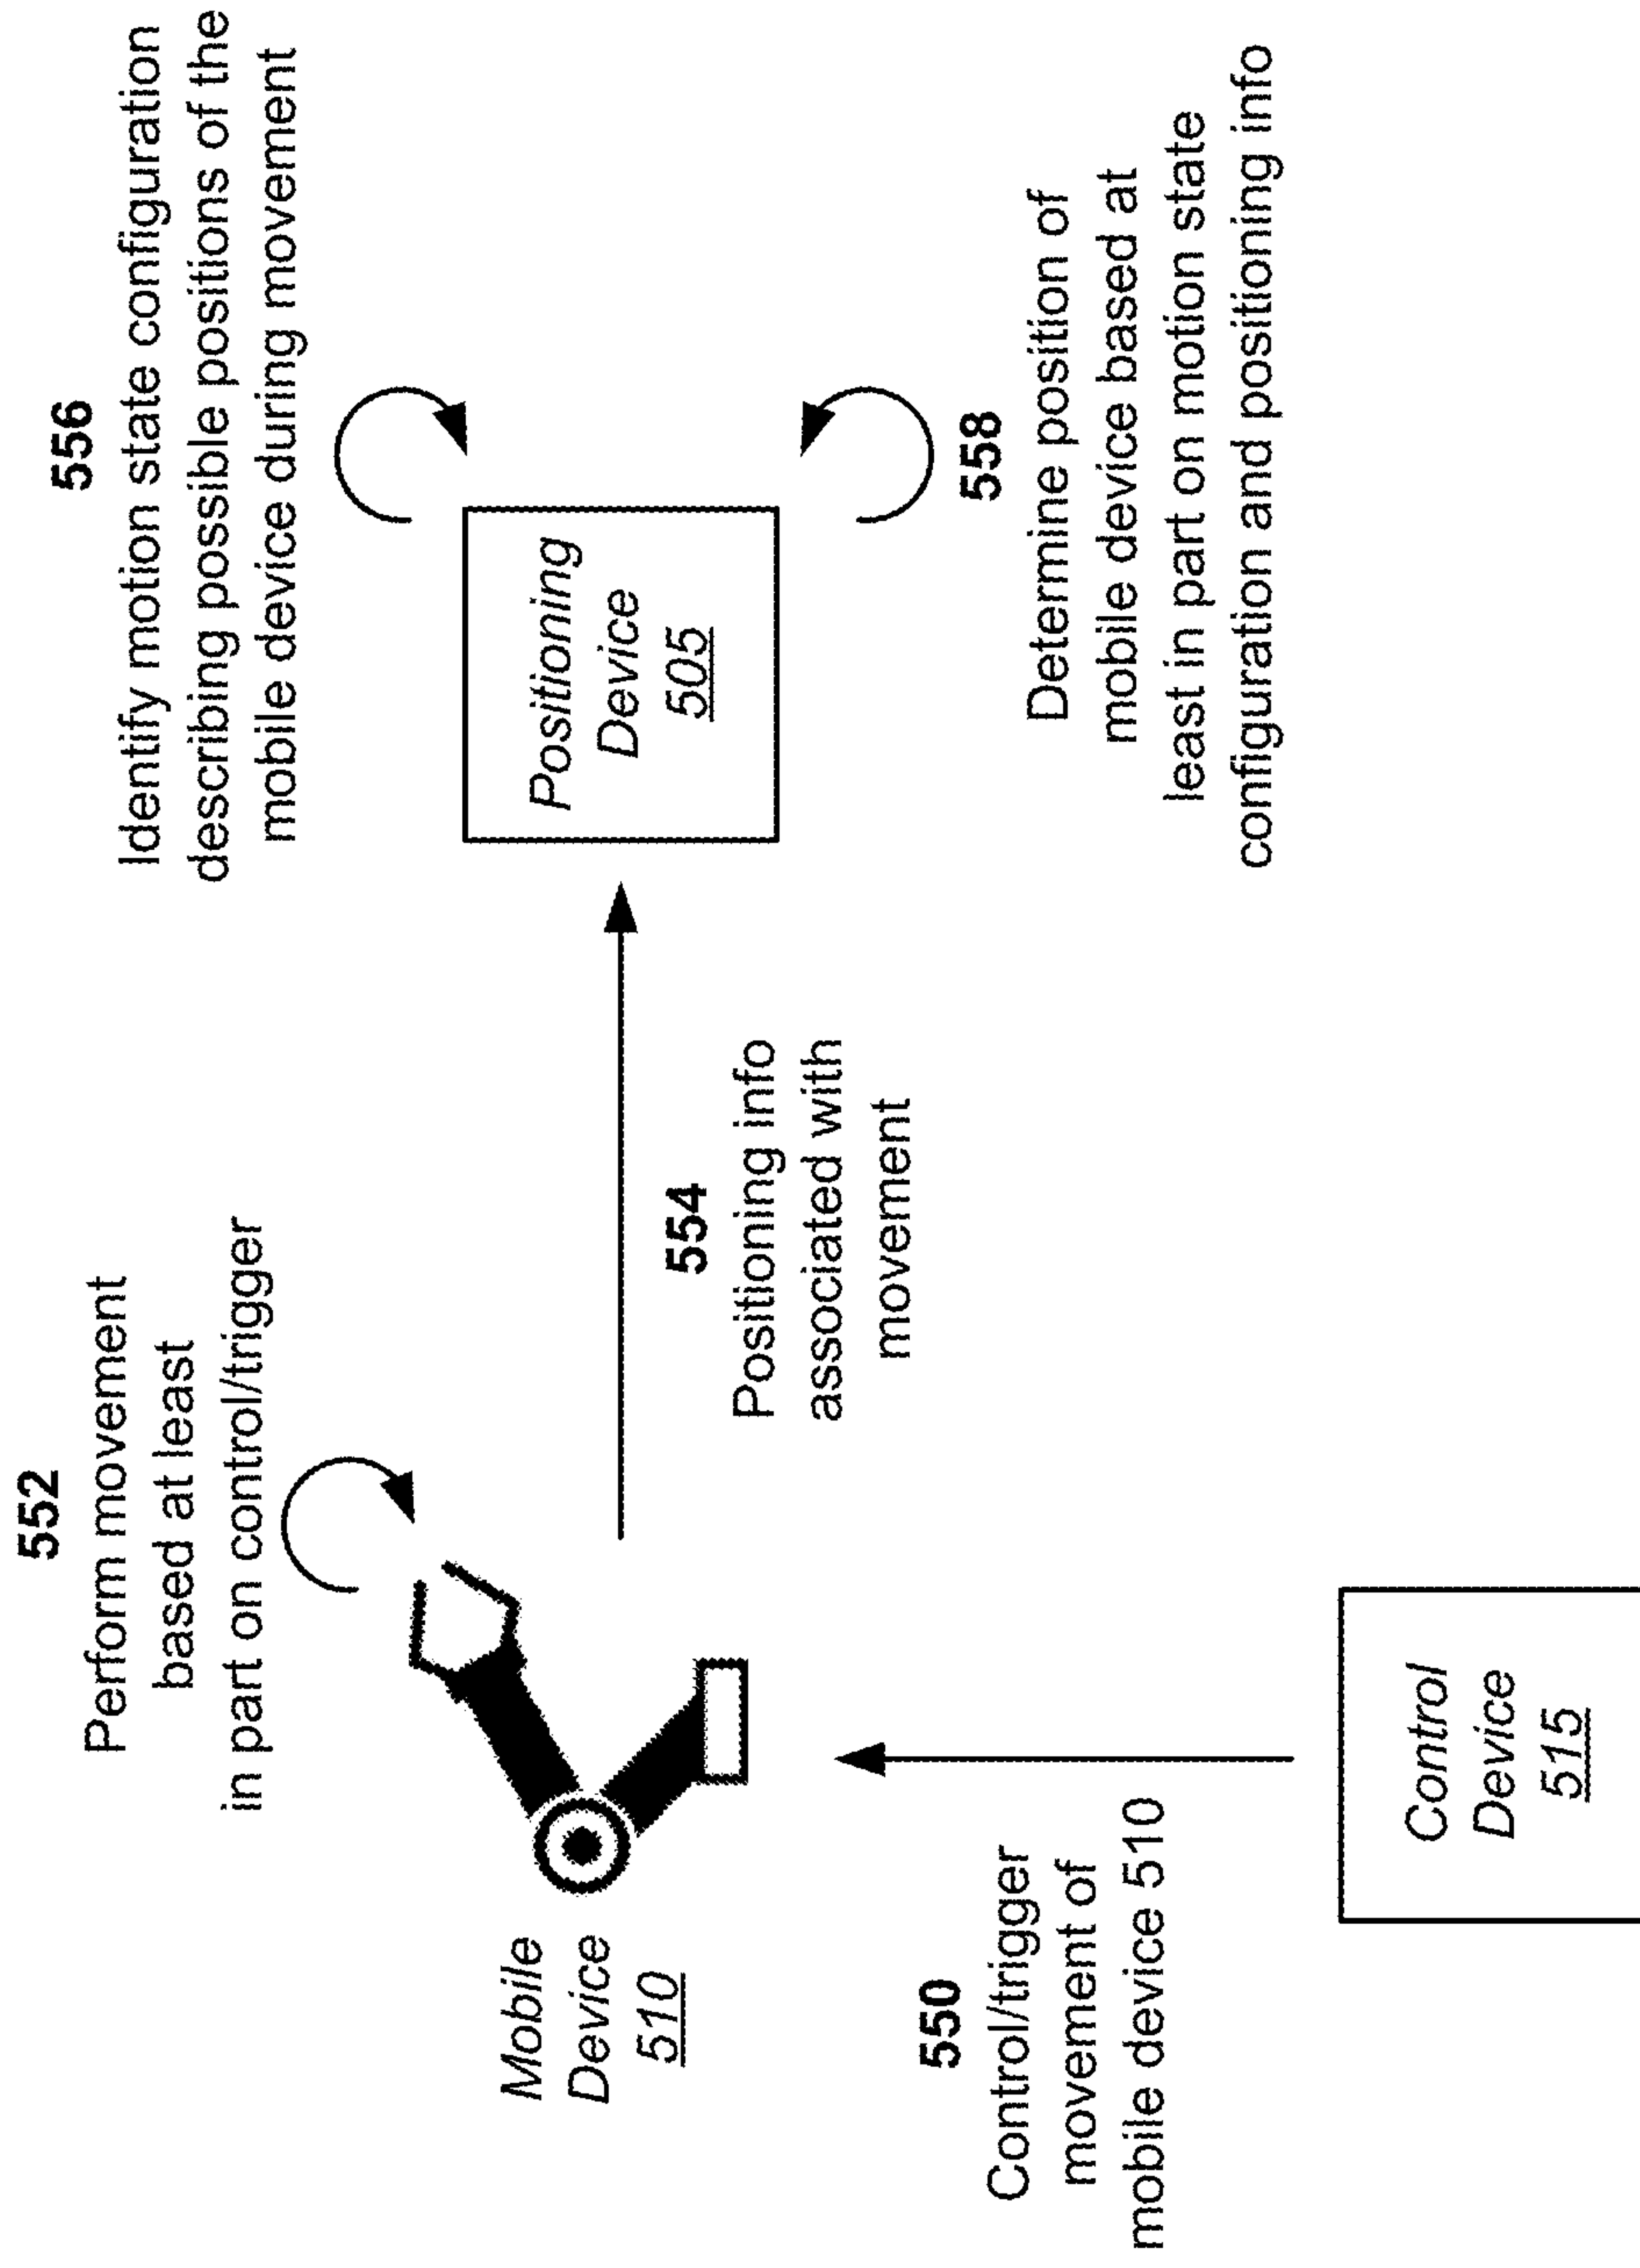 552
Perform movement
based at least
in part on control/trigger
556
Identify motion state configuration
describing possible positions of the
mobile device during movement
Mobile
Device
510
Positioning
Device
505
554
Positioning info
associated with
movement
550
Control/trigger
movement of
mobile device 510
558
Determine position of
mobile device based at
least in part on motion state
configuration and positioning info
Control
Device
515